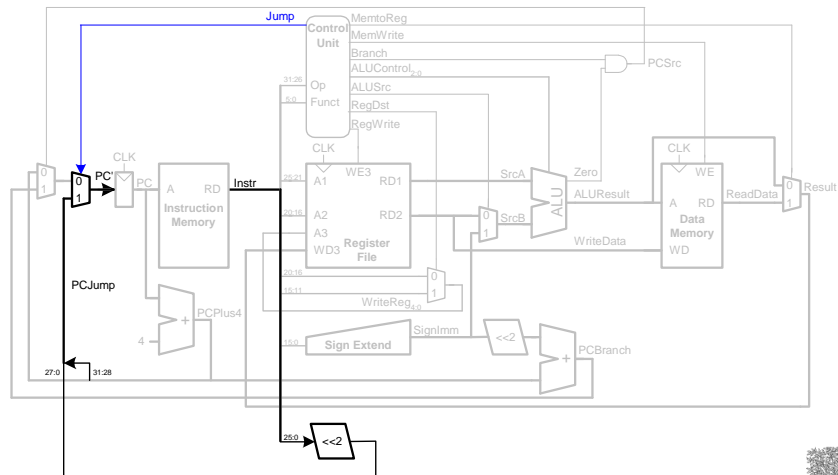 Jump
MemtoReg
Control
Unit
MemWrite
Branch
ALUControl2:0
PCSrc
31:26
Op
ALUSrc
5:0
Funct
RegDst
RegWrite
CLK
CLK
CLK
0
1
0
1
PC'
PC
A
RD
Instr
Instruction
Memory
25:21
A1
WE3
RD1
SrcA
Zero
WE
0
1
Result
20:16
A2
RD2
0
1
SrcB
ALU
ALUResult
A
RD
ReadData
Data
Memory
A3
Register
File
WD3
WriteData
WD
PCJump
20:16
0
15:11
1
WriteReg4:0
PCPlus4
4
+
SignImm
15:0
Sign Extend
<<2
+
PCBranch
27:0
31:28
25:0
<<2